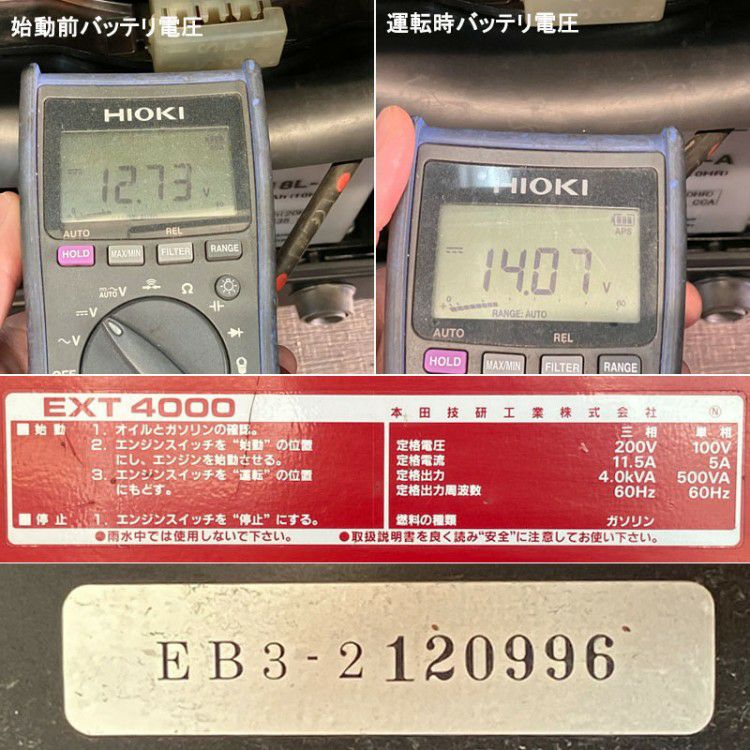 始動前バッテリ電圧
HIOKI
12.73 V
AUTO
REL
HOLD
MAX/MIN
FILTER
RANGE
AUTO V
Ω
⎓V
~V
OFF
運転時バッテリ電圧
HIOKI
APS
14.07 V
+0
60
RANGE: AUTO
AUTO
REL
HOLD
MAX/MIN
FILTER
RANGE
CCA
EXT 4000
■始動 1. オイルとガソリンの確認。
2. エンジンスイッチを“始動”の位置
にし、エンジンを始動させる。
3. エンジンスイッチを“運転”の位置
にもどす。
■停止 1. エンジンスイッチを“停止”にする。
本田技研工業株式会社 Ⓝ
三相 単相
定格電圧 200V 100V
定格電流 11.5A 5A
定格出力 4.0kVA 500VA
定格出力周波数 60Hz 60Hz
燃料の種類 ガソリン
●雨水中では使用しないで下さい。 ●取扱説明書を良く読み“安全”に注意してお使い下さい。
EB3-2120996